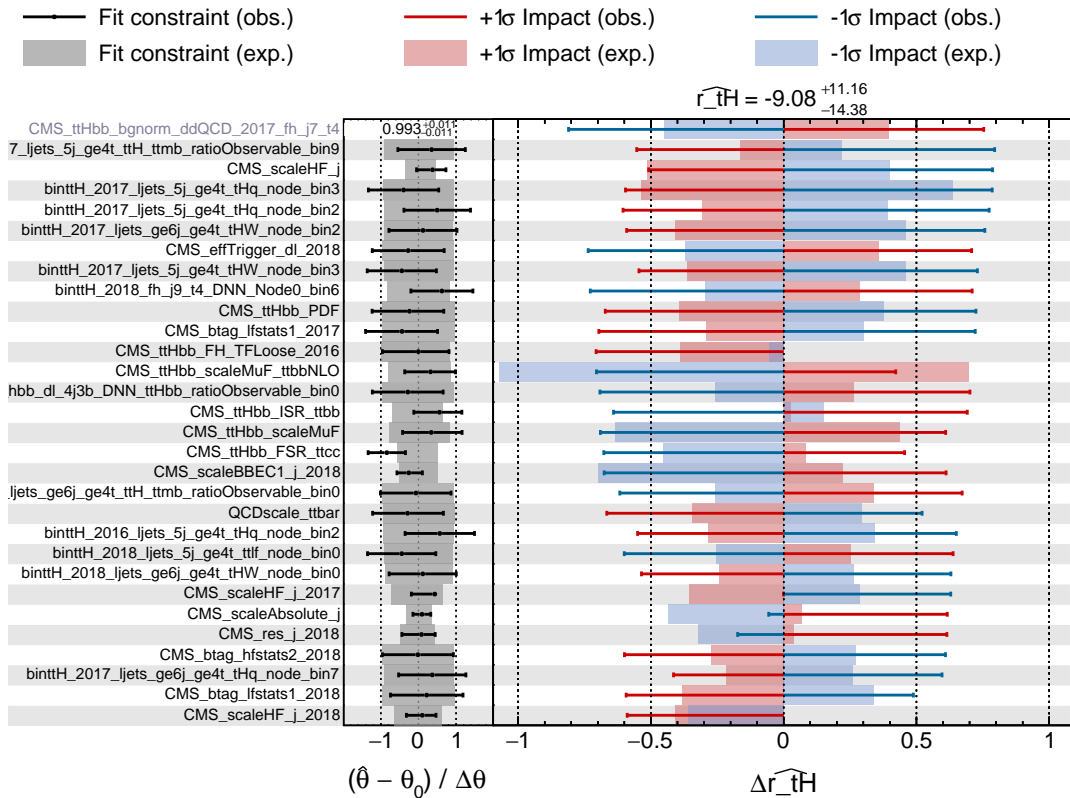 Fit constraint (obs.)
+1σ Impact (obs.)
-1σ Impact (obs.)
Fit constraint (exp.)
+1σ Impact (exp.)
-1σ Impact (exp.)
r_tH = -9.08 +11.16 −14.38
CMS_ttHbb_bgnorm_ddQCD_2017_fh_j7_t4
0.993 +0.011 −0.011
7_ljets_5j_ge4t_ttH_ttmb_ratioObservable_bin9
CMS_scaleHF_j
binttH_2017_ljets_5j_ge4t_tHq_node_bin3
binttH_2017_ljets_5j_ge4t_tHq_node_bin2
binttH_2017_ljets_ge6j_ge4t_tHW_node_bin2
CMS_effTrigger_dl_2018
binttH_2017_ljets_5j_ge4t_tHW_node_bin3
binttH_2018_fh_j9_t4_DNN_Node0_bin6
CMS_ttHbb_PDF
CMS_btag_lfstats1_2017
CMS_ttHbb_FH_TFLoose_2016
CMS_ttHbb_scaleMuF_ttbbNLO
hbb_dl_4j3b_DNN_ttHbb_ratioObservable_bin0
CMS_ttHbb_ISR_ttbb
CMS_ttHbb_scaleMuF
CMS_ttHbb_FSR_ttcc
CMS_scaleBBEC1_j_2018
ljets_ge6j_ge4t_ttH_ttmb_ratioObservable_bin0
QCDscale_ttbar
binttH_2016_ljets_5j_ge4t_tHq_node_bin2
binttH_2018_ljets_5j_ge4t_ttlf_node_bin0
binttH_2018_ljets_ge6j_ge4t_tHW_node_bin0
CMS_scaleHF_j_2017
CMS_scaleAbsolute_j
CMS_res_j_2018
CMS_btag_hfstats2_2018
binttH_2017_ljets_ge6j_ge4t_tHq_node_bin7
CMS_btag_lfstats1_2018
CMS_scaleHF_j_2018
−1 0 1
−1 −0.5 0 0.5 1
(θ̂ − θ0) / Δθ
Δr_tH